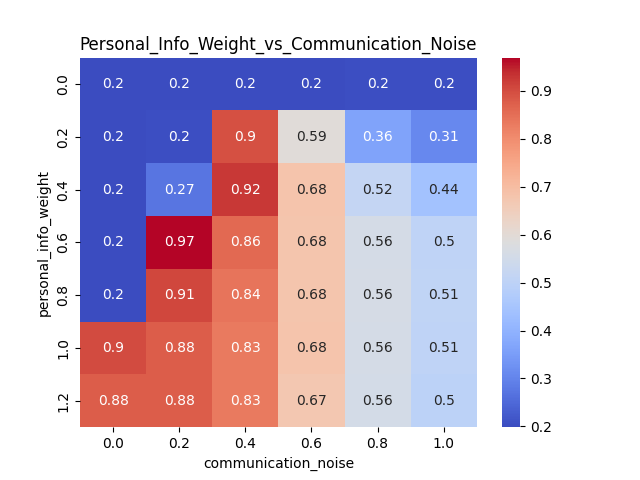 Personal_Info_Weight_vs_Communication_Noise
0.0 0.2 0.2 0.2 0.2 0.2 0.2
0.2 0.2 0.2 0.9 0.59 0.36 0.31
0.4 0.2 0.27 0.92 0.68 0.52 0.44
0.6 0.2 0.97 0.86 0.68 0.56 0.5
0.8 0.2 0.91 0.84 0.68 0.56 0.51
1.0 0.9 0.88 0.83 0.68 0.56 0.51
1.2 0.88 0.88 0.83 0.67 0.56 0.5
0.0 0.2 0.4 0.6 0.8 1.0
communication_noise
personal_info_weight
0.9
0.8
0.7
0.6
0.5
0.4
0.3
0.2